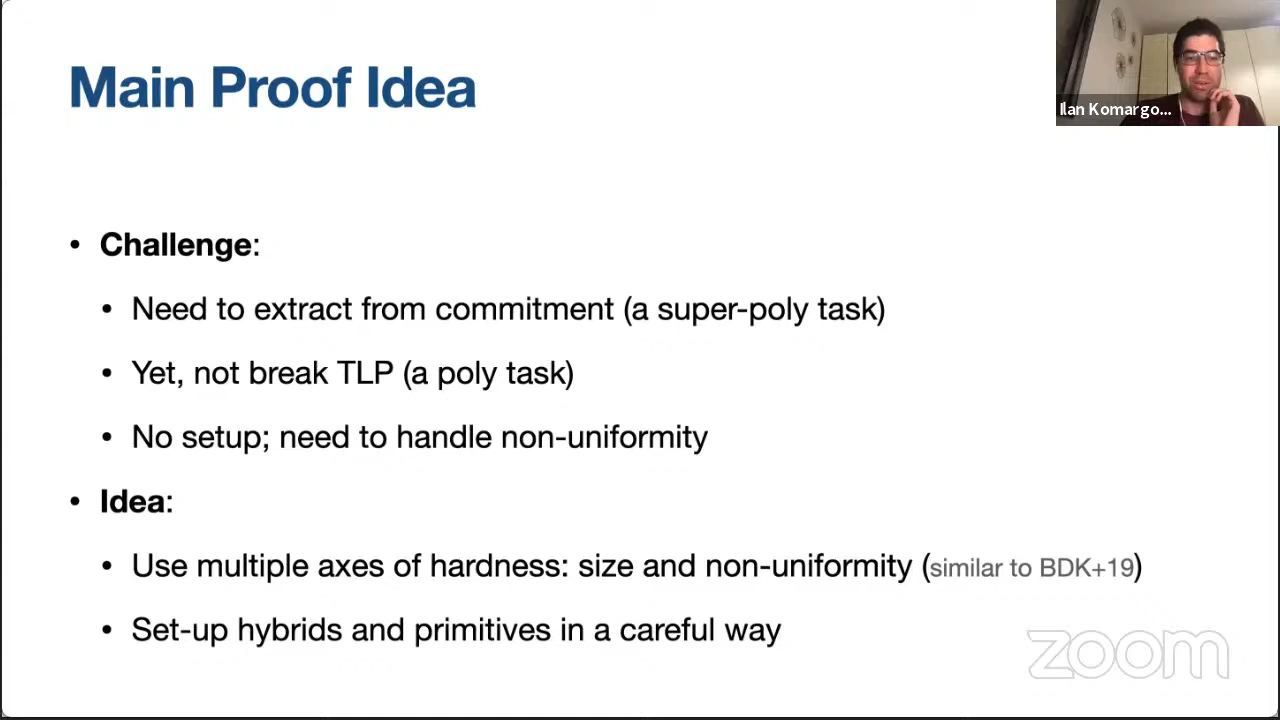 Main Proof Idea
Ilan Komargo...
• Challenge:
• Need to extract from commitment (a super-poly task)
• Yet, not break TLP (a poly task)
• No setup; need to handle non-uniformity
• Idea:
• Use multiple axes of hardness: size and non-uniformity (similar to BDK+19)
• Set-up hybrids and primitives in a careful way
zoom